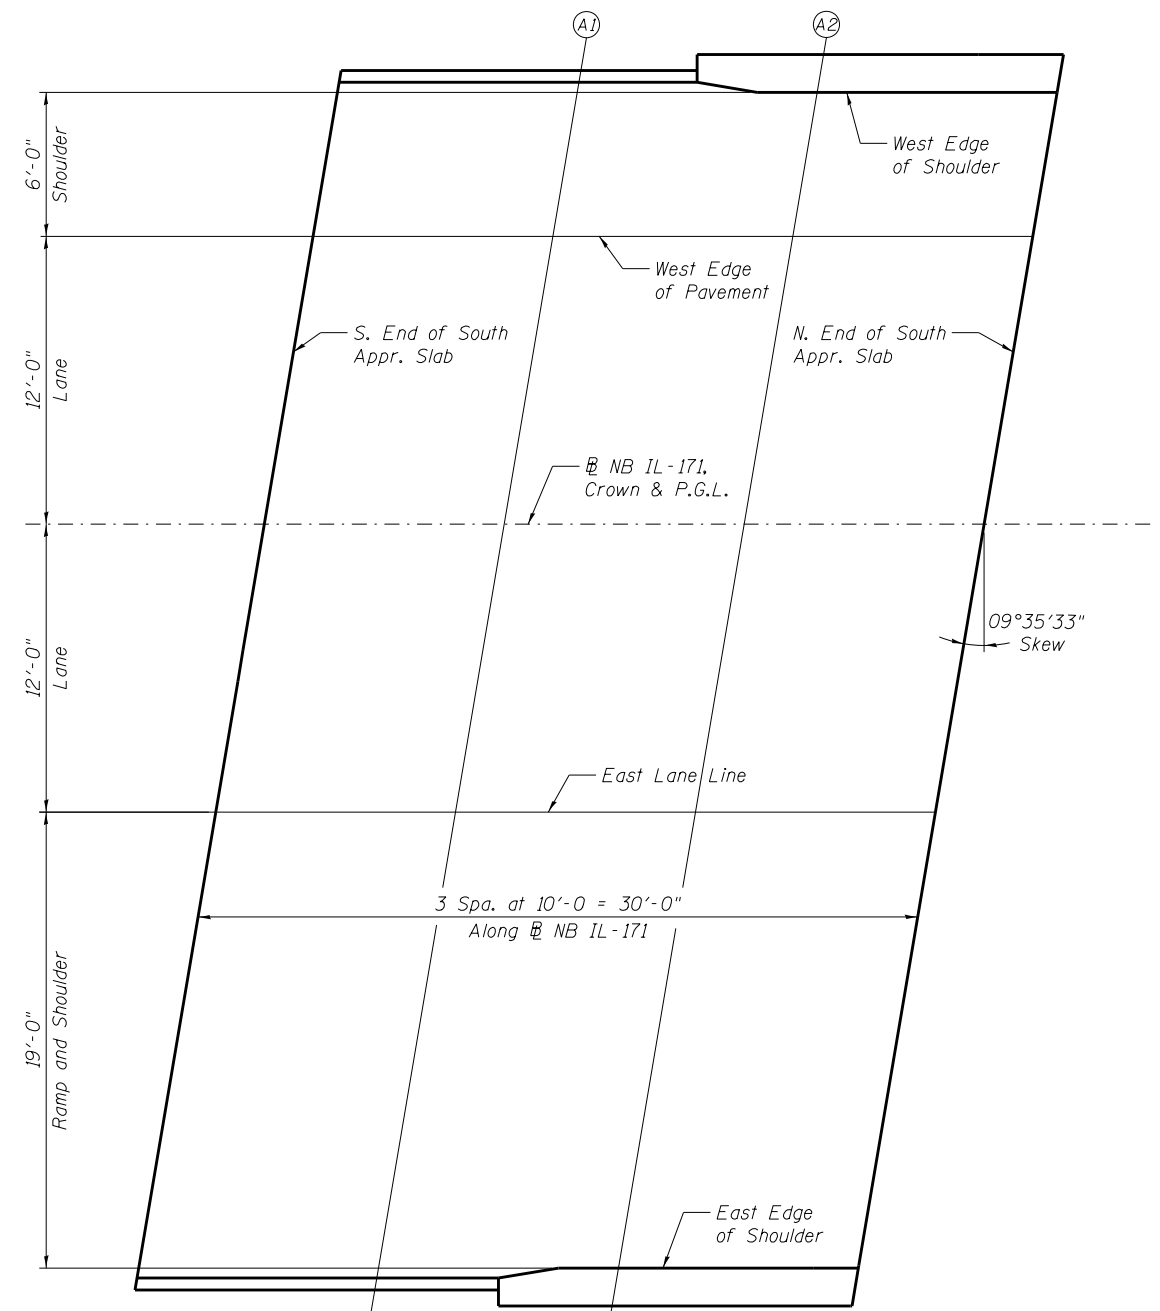 A1
A2
6'-0"
Shoulder
West Edge
of Shoulder
West Edge
of Pavement
S. End of South
Appr. Slab
N. End of South
Appr. Slab
12'-0"
Lane
℄ NB IL-171,
Crown & P.G.L.
09°35'33"
Skew
12'-0"
Lane
East Lane Line
3 Spa. at 10'-0 = 30'-0"
Along ℄ NB IL-171
19'-0"
Ramp and Shoulder
East Edge
of Shoulder